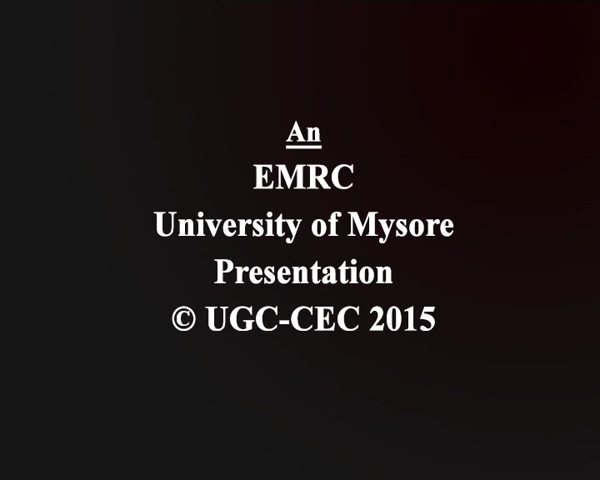 An
EMRC
University of Mysore
Presentation
© UGC-CEC 2015